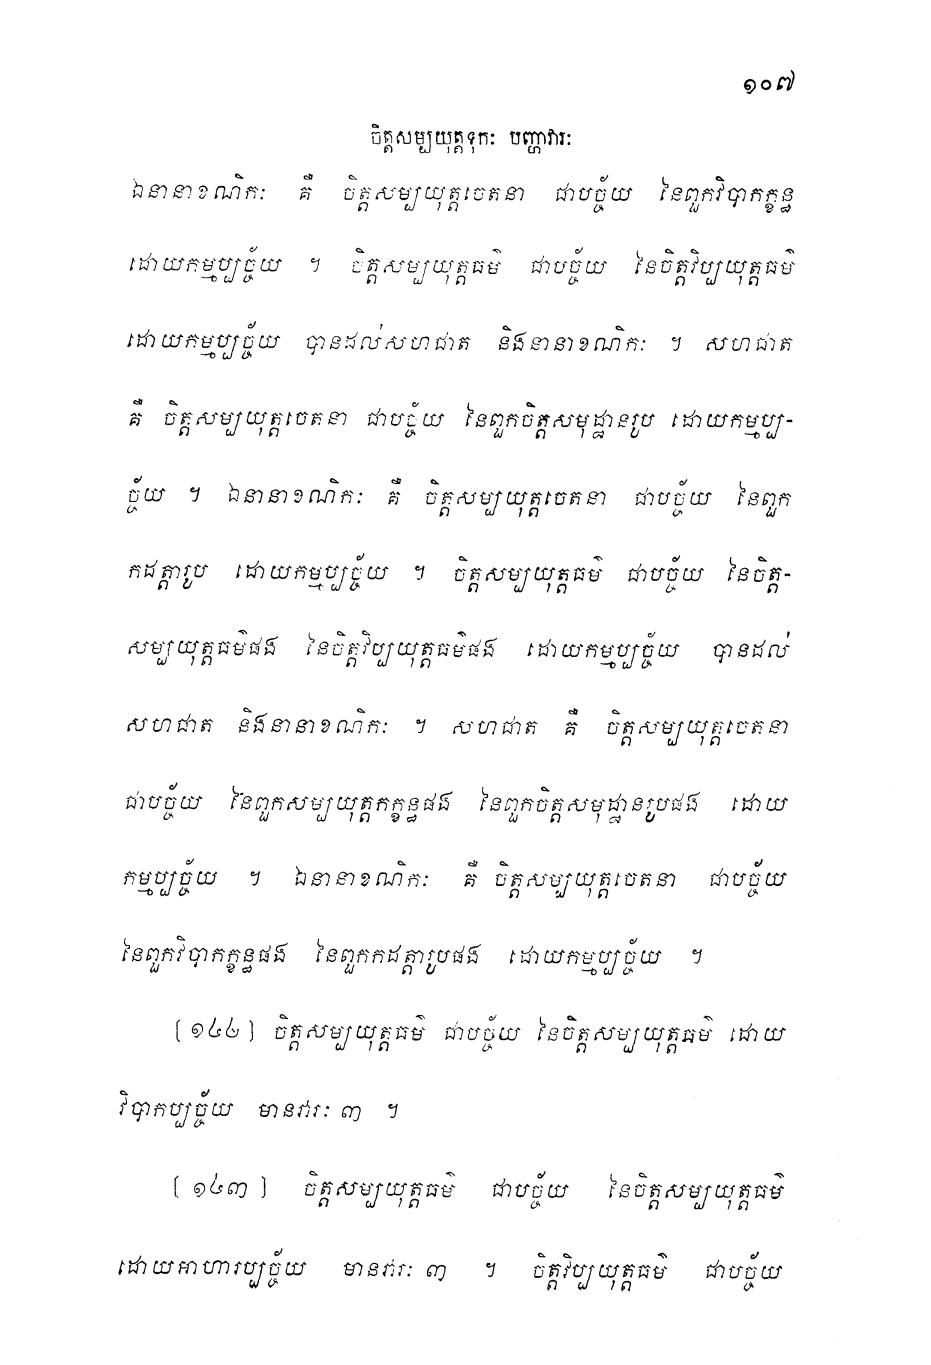 ១០៧
ចិត្តសម្បយុត្តទុកៈ បញ្ហាវារៈ
ឯនានាខណិកៈ គឺ ចិត្តសម្បយុត្តចេតនា ជាបច្ច័យ នៃពួកវិបាកក្ខន្ធ
ដោយកម្មប្បច្ច័យ ។ ចិត្តសម្បយុត្តធម៌ ជាបច្ច័យ នៃចិត្តវិប្បយុត្តធម៌
ដោយកម្មប្បច្ច័យ បានដល់សហជាត និងនានាខណិកៈ ។ សហជាត
គឺ ចិត្តសម្បយុត្តចេតនា ជាបច្ច័យ នៃពួកចិត្តសមុដ្ឋានរូប ដោយកម្មប្ប-
ច្ច័យ ។ ឯនានាខណិកៈ គឺ ចិត្តសម្បយុត្តចេតនា ជាបច្ច័យ នៃពួក
កដត្តារូប ដោយកម្មប្បច្ច័យ ។ ចិត្តសម្បយុត្តធម៌ ជាបច្ច័យ នៃចិត្ត-
សម្បយុត្តធម៌ផង នៃចិត្តវិប្បយុត្តធម៌ផង ដោយកម្មប្បច្ច័យ បានដល់
សហជាត និងនានាខណិកៈ ។ សហជាត គឺ ចិត្តសម្បយុត្តចេតនា
ជាបច្ច័យ នៃពួកសម្បយុត្តកក្ខន្ធផង នៃពួកចិត្តសមុដ្ឋានរូបផង ដោយ
កម្មប្បច្ច័យ ។ ឯនានាខណិកៈ គឺ ចិត្តសម្បយុត្តចេតនា ជាបច្ច័យ
នៃពួកវិបាកក្ខន្ធផង នៃពួកកដត្តារូបផង ដោយកម្មប្បច្ច័យ ។
[១៤២] ចិត្តសម្បយុត្តធម៌ ជាបច្ច័យ នៃចិត្តសម្បយុត្តធម៌ ដោយ
វិបាកប្បច្ច័យ មានវារៈ ៣ ។
[១៤៣] ចិត្តសម្បយុត្តធម៌ ជាបច្ច័យ នៃចិត្តសម្បយុត្តធម៌
ដោយអាហារប្បច្ច័យ មានវារៈ ៣ ។ ចិត្តវិប្បយុត្តធម៌ ជាបច្ច័យ